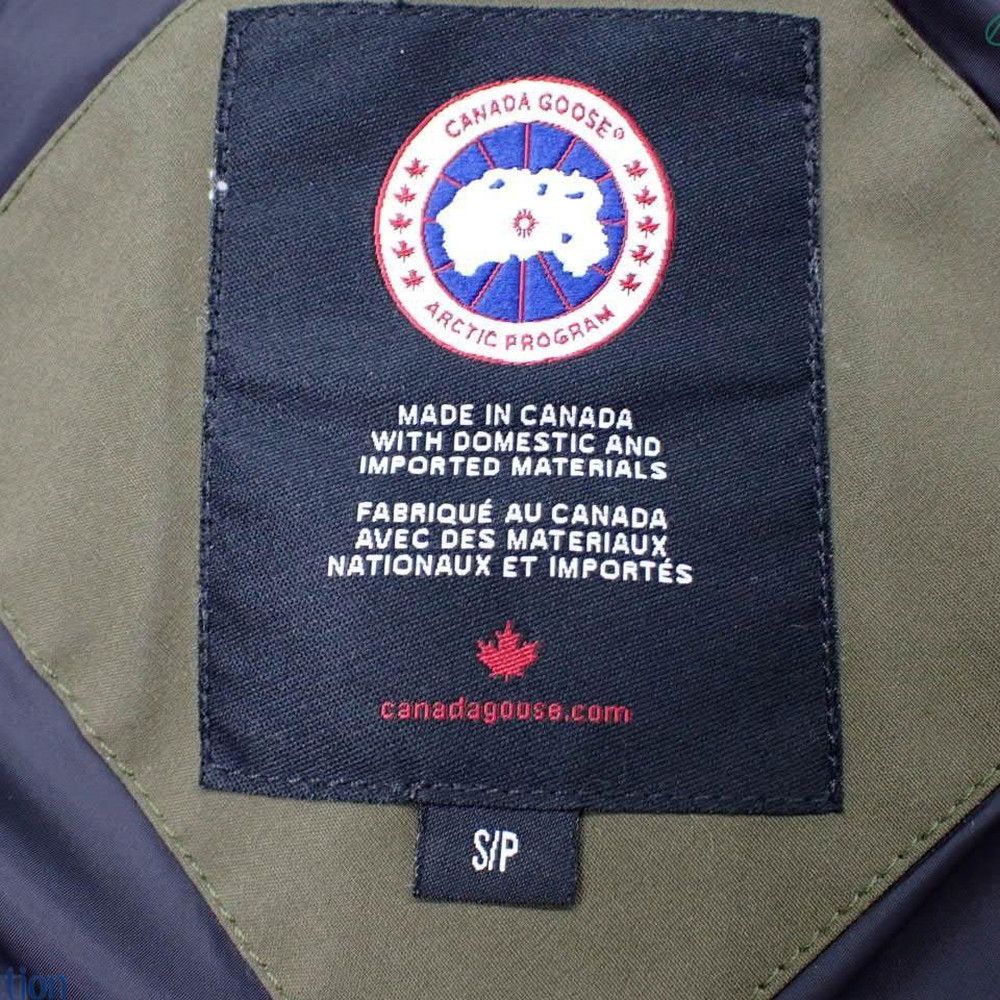 CANADA GOOSE®
ARCTIC PROGRAM
MADE IN CANADA
WITH DOMESTIC AND
IMPORTED MATERIALS
FABRIQUÉ AU CANADA
AVEC DES MATERIAUX
NATIONAUX ET IMPORTÉS
canadagoose.com
S/P
tion